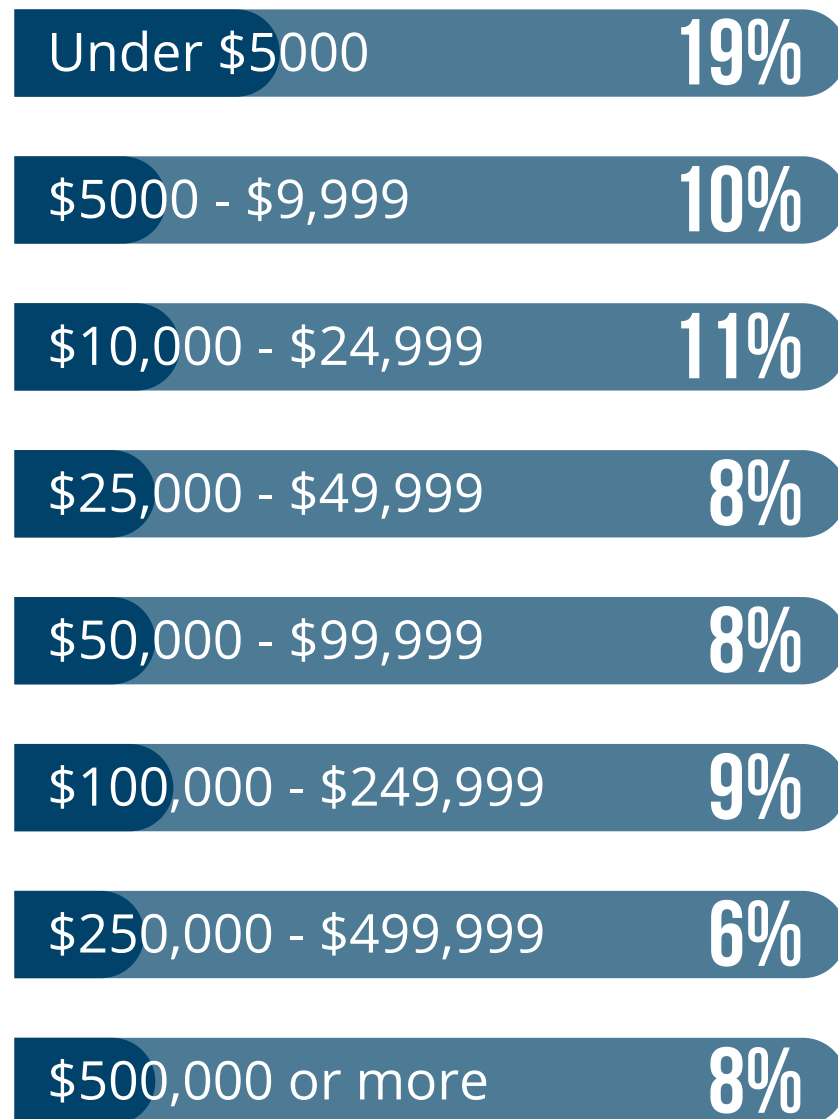 Under $5000 19%
$5000 - $9,999 10%
$10,000 - $24,999 11%
$25,000 - $49,999 8%
$50,000 - $99,999 8%
$100,000 - $249,999 9%
$250,000 - $499,999 6%
$500,000 or more 8%